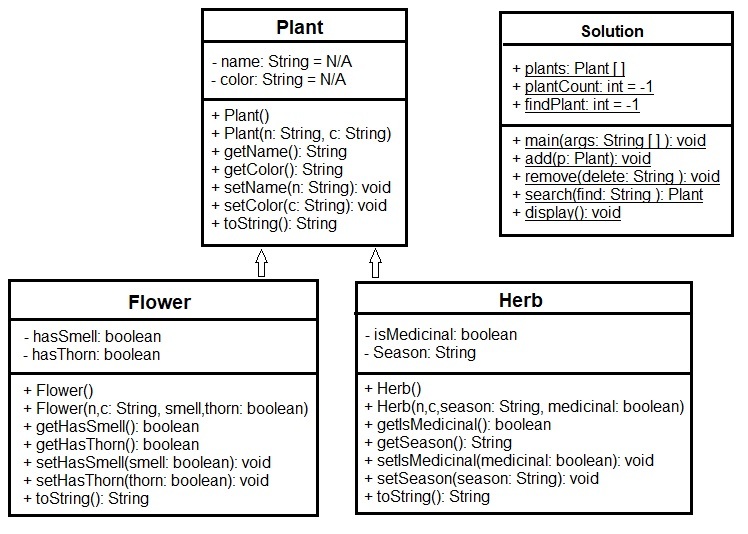 Plant
- name: String = N/A
- color: String = N/A
+ Plant()
+ Plant(n: String, c: String)
+ getName(): String
+ getColor(): String
+ setName(n: String): void
+ setColor(c: String): void
+ toString(): String
Solution
+ plants: Plant [ ]
+ plantCount: int = -1
+ findPlant: int = -1
+ main(args: String [ ] ): void
+ add(p: Plant): void
+ remove(delete: String ): void
+ search(find: String ): Plant
+ display(): void
Flower
- hasSmell: boolean
- hasThorn: boolean
+ Flower()
+ Flower(n,c: String, smell,thorn: boolean)
+ getHasSmell(): boolean
+ getHasThorn(): boolean
+ setHasSmell(smell: boolean): void
+ setHasThorn(thorn: boolean): void
+ toString(): String
Herb
- isMedicinal: boolean
- Season: String
+ Herb()
+ Herb(n,c,season: String, medicinal: boolean)
+ getIsMedicinal(): boolean
+ getSeason(): String
+ setIsMedicinal(medicinal: boolean): void
+ setSeason(season: String): void
+ toString(): String